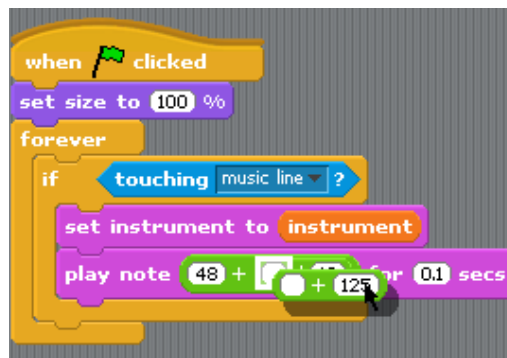 when clicked
set size to 100 %
forever
if touching music line ?
set instrument to instrument
play note 48 + + for 0.1 secs
+ 125